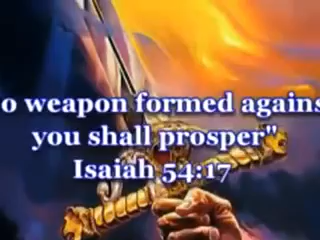 o weapon formed agains
you shall prosper"
Isaiah 54:17